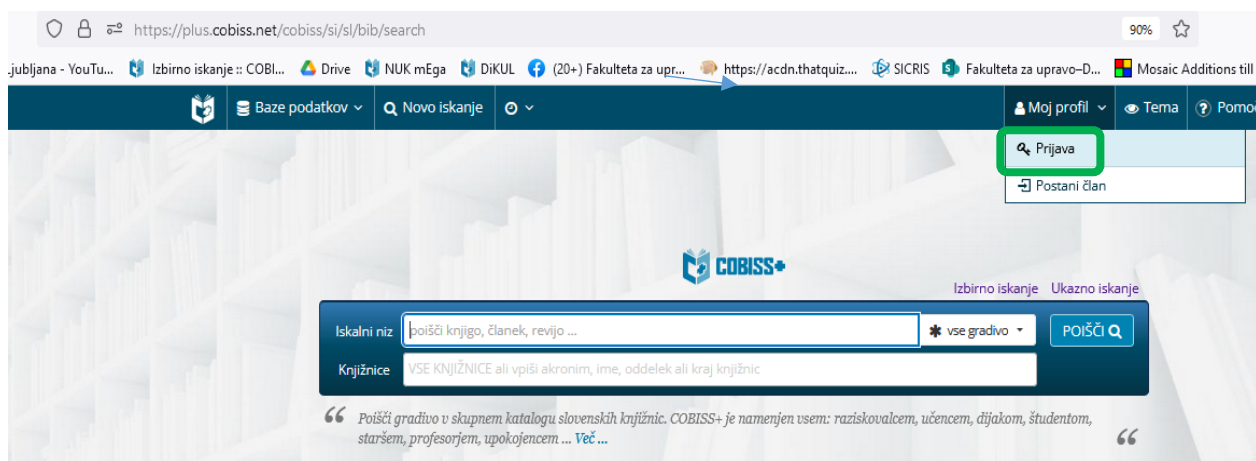 https://plus.cobiss.net/cobiss/si/sl/bib/search 90%
.jubljana - YouTu... Izbirno iskanje :: COBI... Drive NUK mEga DiKUL (20+) Fakulteta za upr... https://acdn.thatquiz.... SICRIS Fakulteta za upravo–D... Mosaic Additions till
Baze podatkov Novo iskanje Moj profil Tema Pomoč
Prijava
Postani član
COBISS+
Izbirno iskanje Ukazno iskanje
Iskalni niz poišči knjigo, članek, revijo ... vse gradivo POIŠČI
Knjižnice VSE KNJIŽNICE ali vpiši akronim, ime, oddelek ali kraj knjižnic
“ Poišči gradivo v skupnem katalogu slovenskih knjižnic. COBISS+ je namenjen vsem: raziskovalcem, učencem, dijakom, študentom,
staršem, profesorjem, upokojencem ... Več ... “